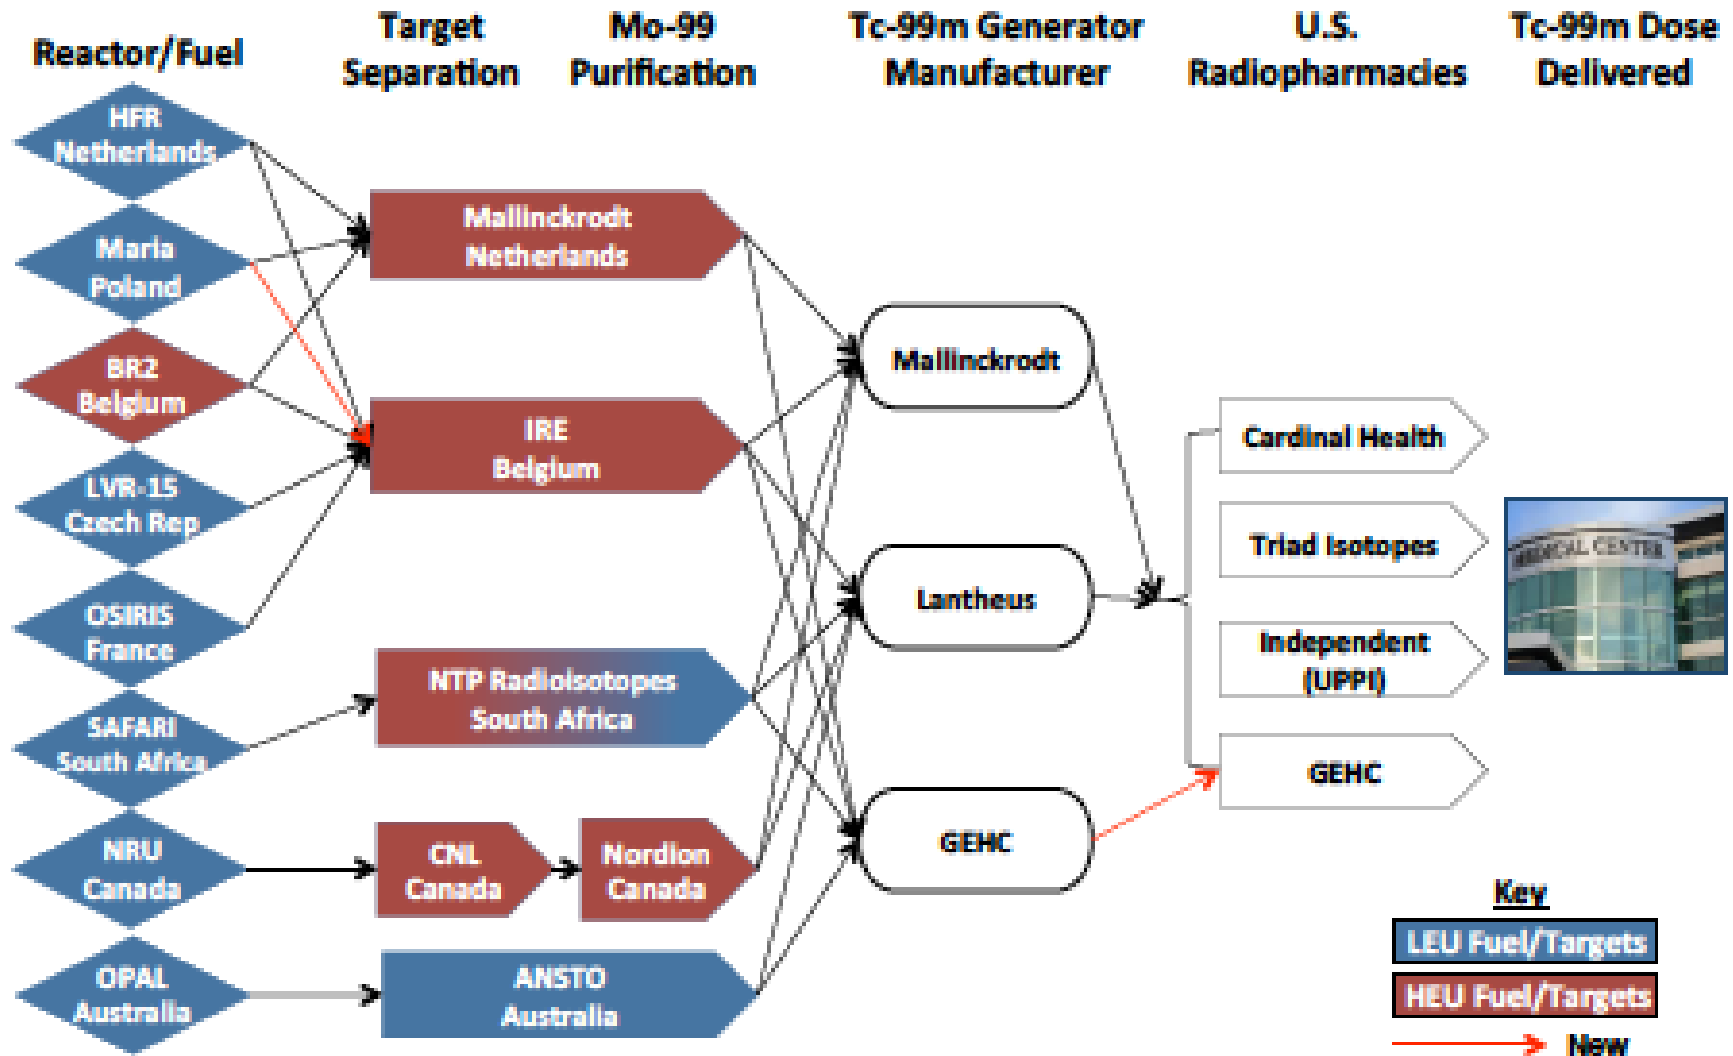 Reactor/Fuel
Target
Separation
Mo-99
Purification
Tc-99m Generator
Manufacturer
U.S.
Radiopharmacies
Tc-99m Dose
Delivered
HFR
Netherlands
Maria
Poland
BR2
Belgium
LVR-15
Czech Rep
OSIRIS
France
SAFARI
South Africa
NRU
Canada
OPAL
Australia
Mallinckrodt
Netherlands
IRE
Belgium
NTP Radioisotopes
South Africa
CNL
Canada
Nordion
Canada
ANSTO
Australia
Mallinckrodt
Lantheus
GEHC
Cardinal Health
Triad Isotopes
Independent
(UPPI)
GEHC
MEDICAL CENTER
Key
LEU Fuel/Targets
HEU Fuel/Targets
New